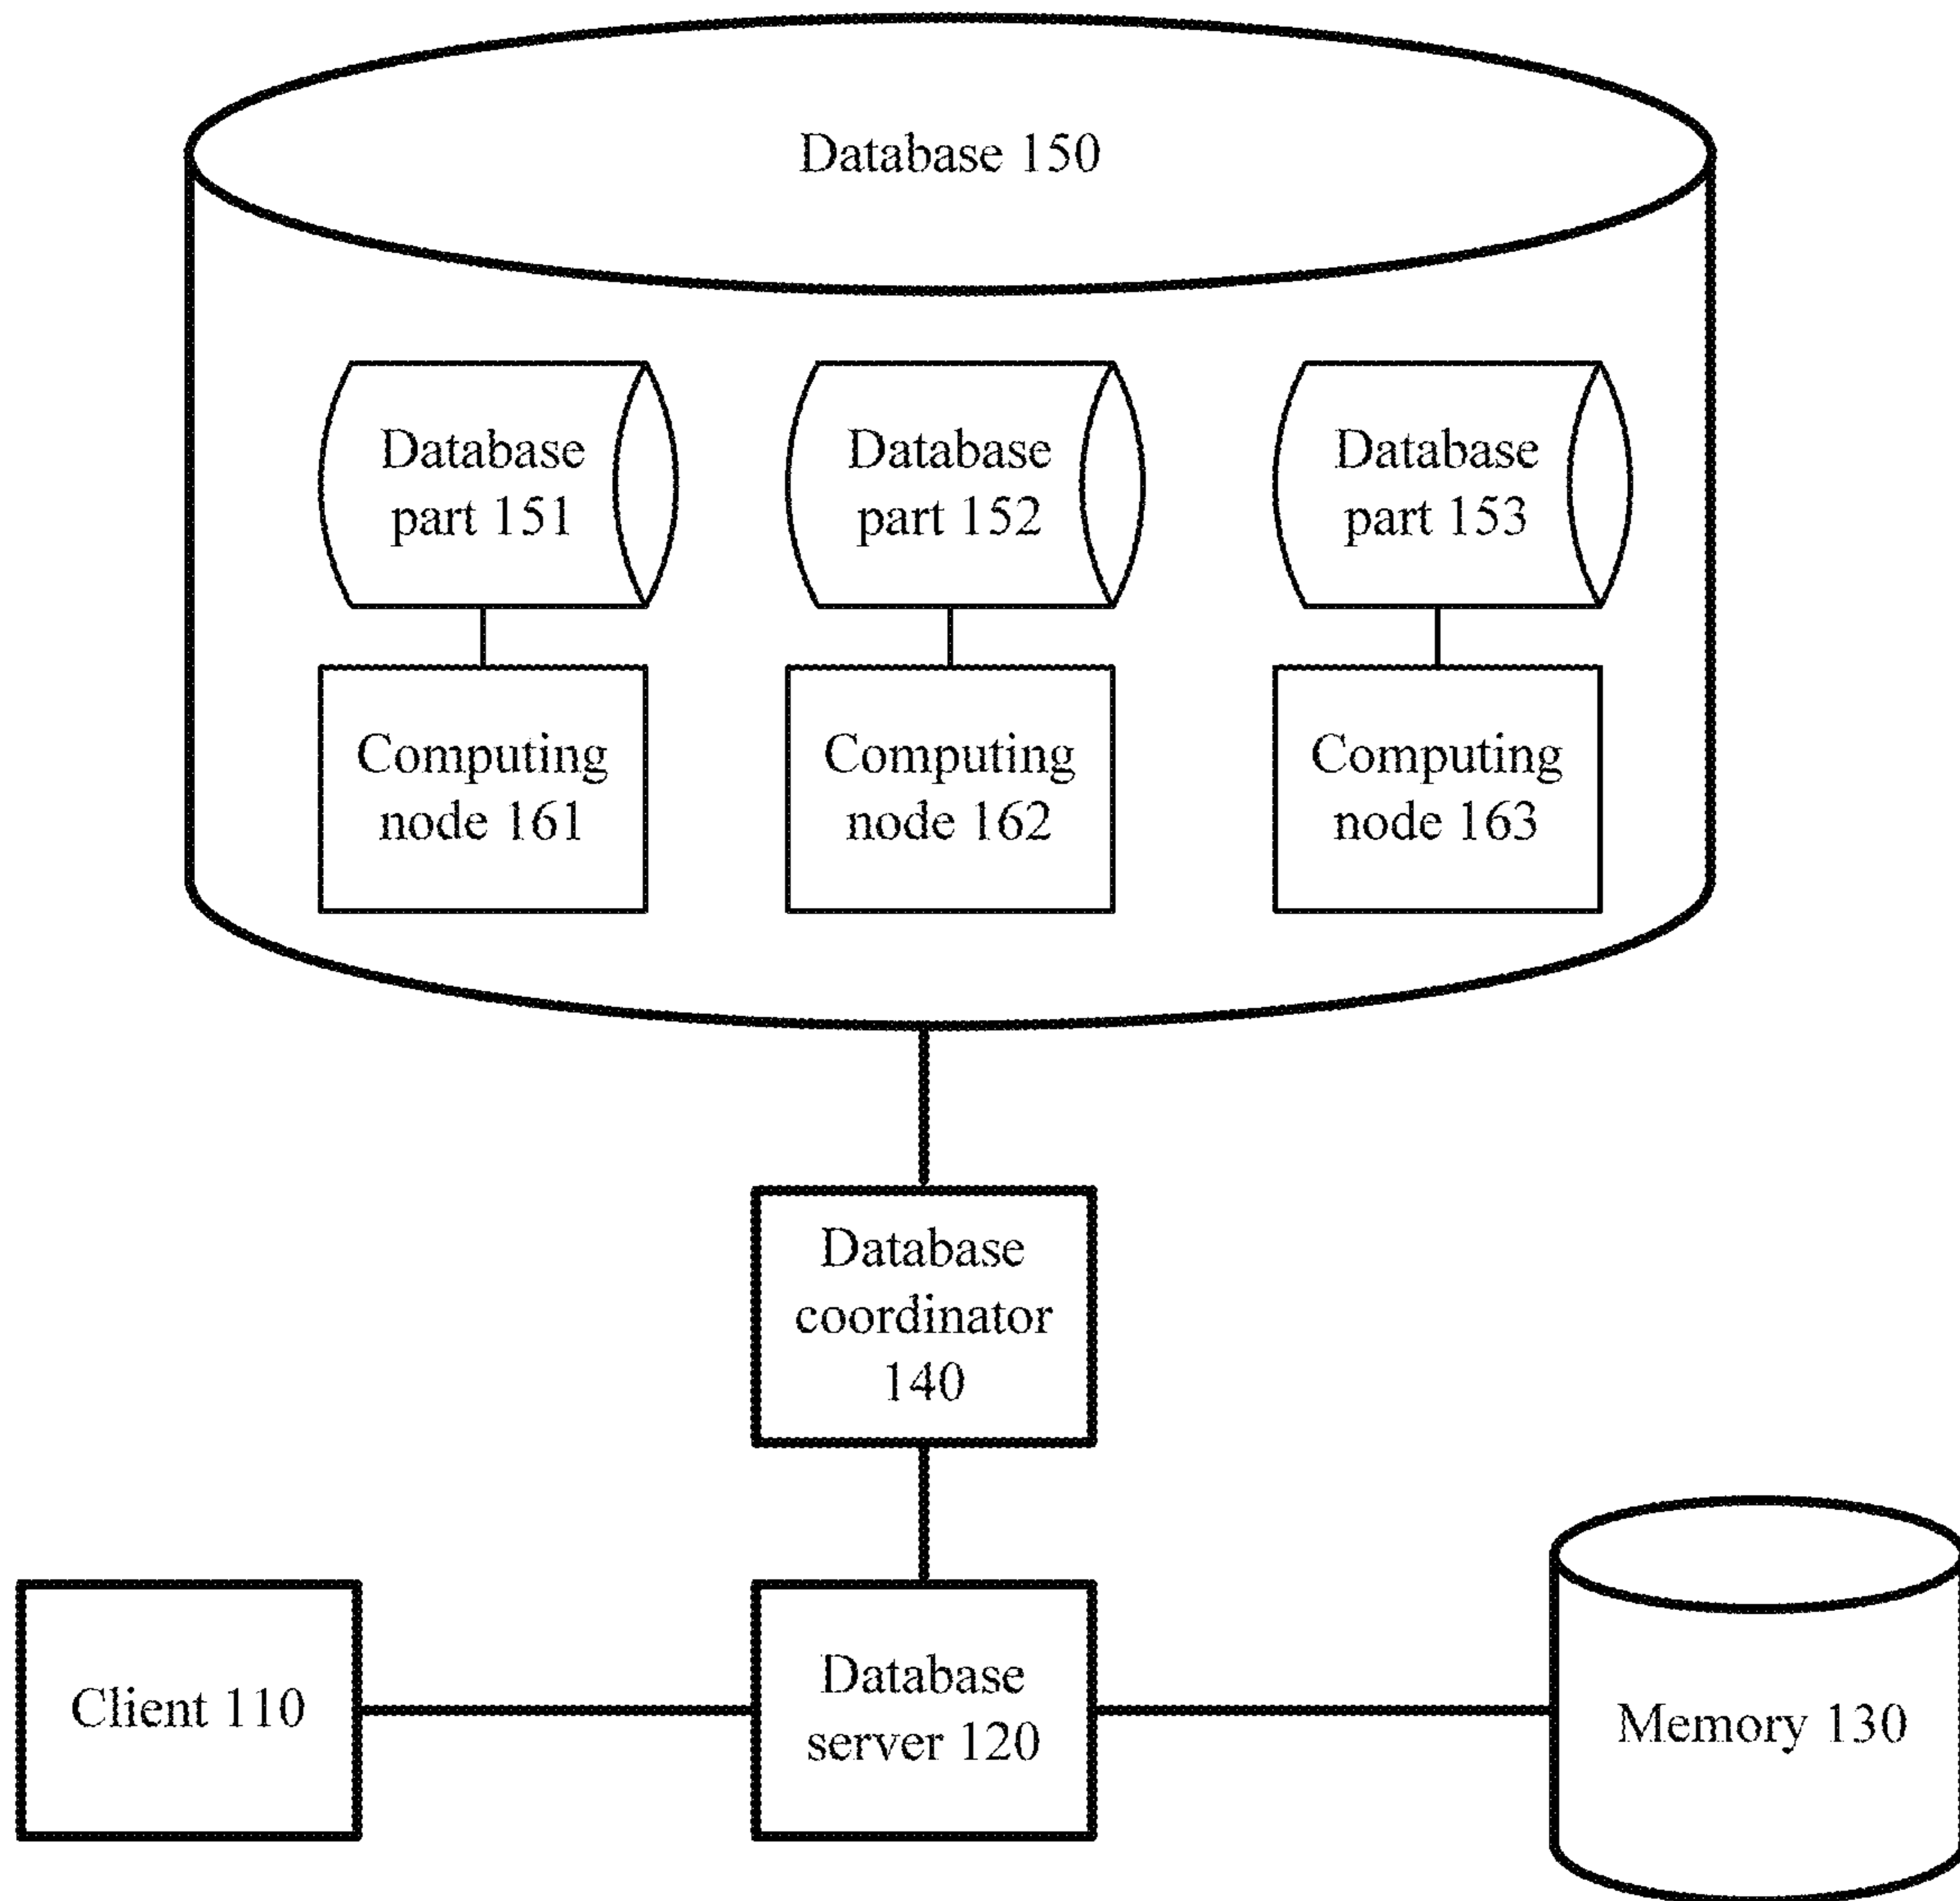 Database 150
Database
part 151
Database
part 152
Database
part 153
Computing
node 161
Computing
node 162
Computing
node 163
Database
coordinator
140
Client 110
Database
server 120
Memory 130